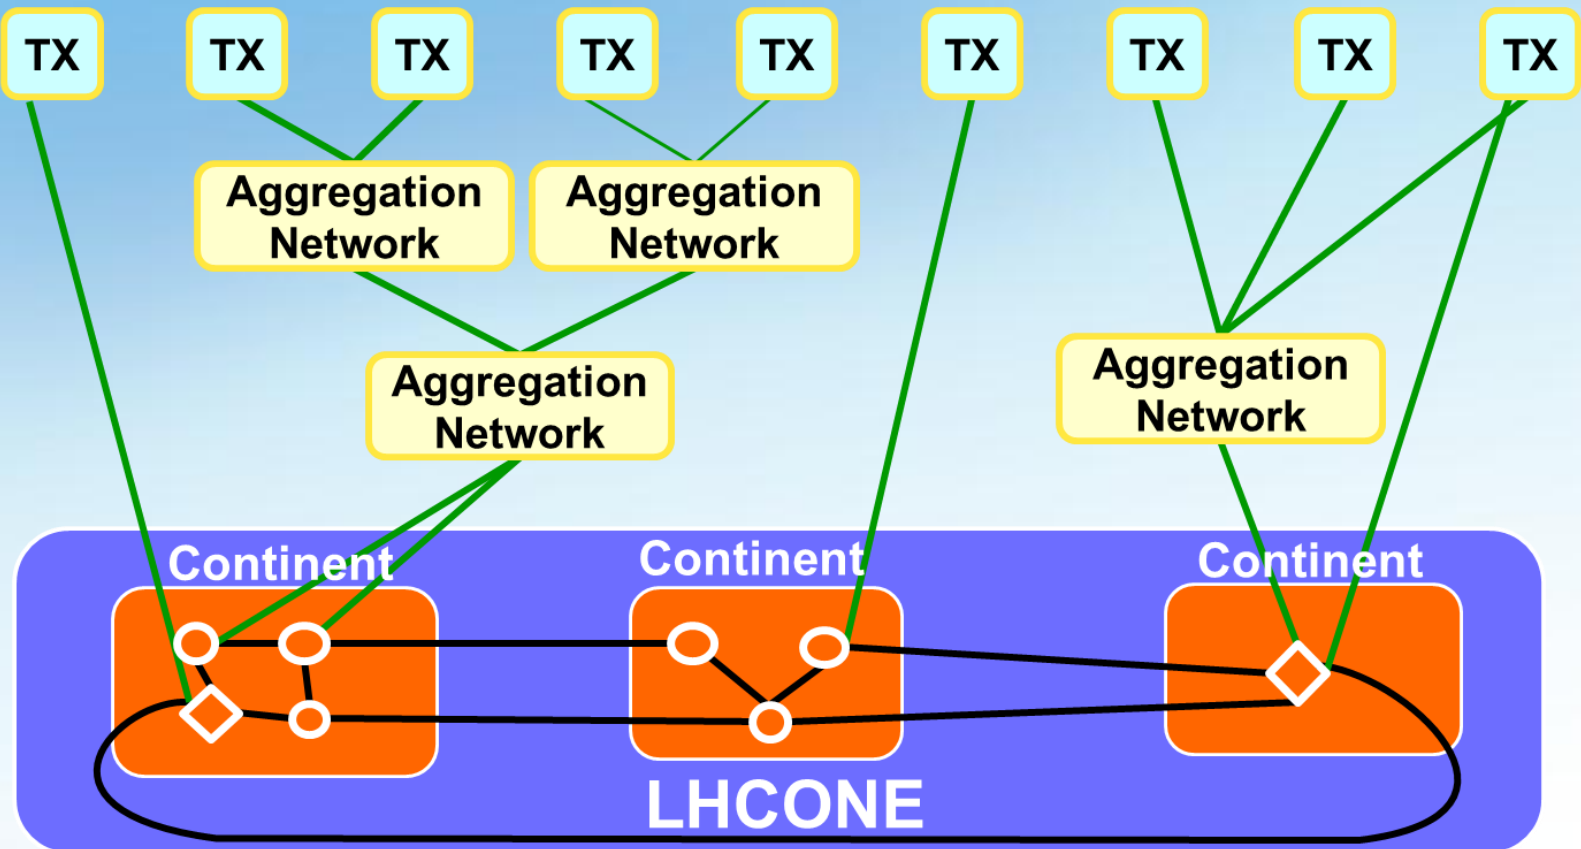 TX
TX
TX
TX
TX
TX
TX
TX
TX
Aggregation
Network
Aggregation
Network
Aggregation
Network
Aggregation
Network
Continent
Continent
Continent
LHCONE